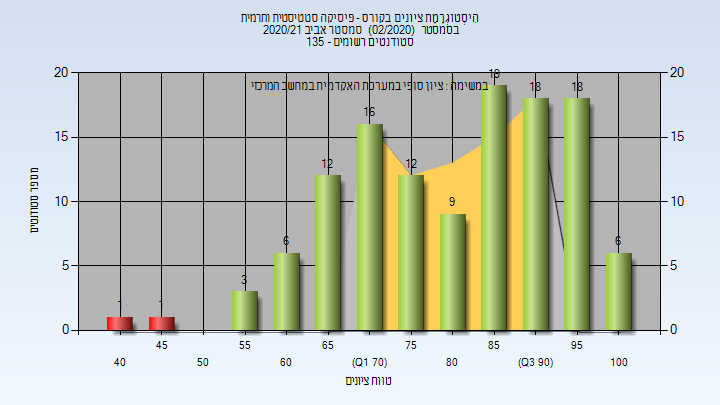 הִיסְטוֹגְרָמַת ציונים בקורס - פיסיקה סטטיסטית ותרמית
בסמסטר (02/2020) סמסטר אביב 2020/21
סטודנטים רשומים - 135
במשימה : ציון סופי במערכת האקדמית במחשב המרכזי
מספר סטודנטים
20 15 10 5 0
20 15 10 5 0
1 1 3 6 12 16 12 9 19 18 18 6
45 55 65 75 85 95
40 50 60 (Q1 70) 80 (Q3 90) 100
טווח ציונים